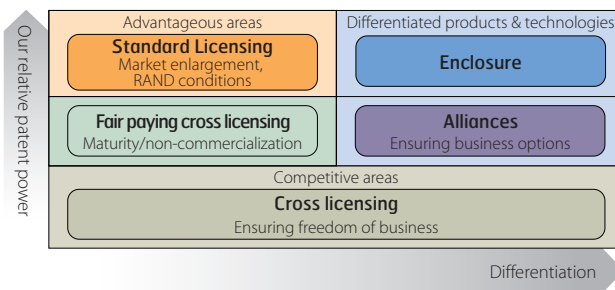 Our relative patent power
Advantageous areas
Standard Licensing
Market enlargement,
RAND conditions
Differentiated products & technologies
Enclosure
Fair paying cross licensing
Maturity/non-commercialization
Alliances
Ensuring business options
Competitive areas
Cross licensing
Ensuring freedom of business
Differentiation